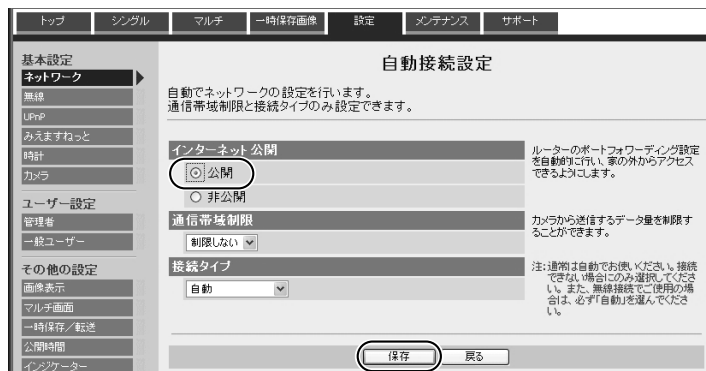 トップ シングル マルチ 一時保存画像 設定 メンテナンス サポート
基本設定
ネットワーク
無線
UPnP
みえますねっと
時計
カメラ
ユーザー設定
管理者
一般ユーザー
その他の設定
画像表示
マルチ画面
一時保存/転送
公開時間
インジケーター
自動接続設定
自動でネットワークの設定を行います。
通信帯域制限と接続タイプのみ設定できます。
インターネット公開
公開
非公開
ルーターのポートフォワーディング設定
を自動的に行い、家の外からアクセス
できるようにします。
通信帯域制限
制限しない
カメラから送信するデータ量を制限す
ることができます。
接続タイプ
自動
注:通常は自動でお使いください。接続
できない場合にのみ選択してくださ
い。また、無線接続でご使用の場
合は、必ず「自動」を選んでくださ
い。
保存 戻る